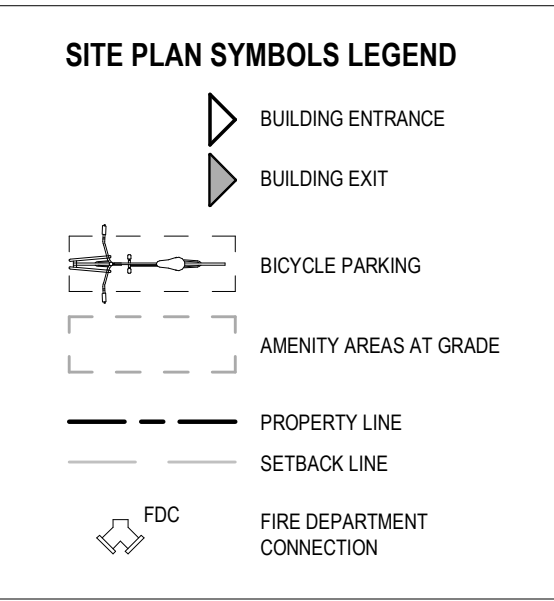 SITE PLAN SYMBOLS LEGEND
BUILDING ENTRANCE
BUILDING EXIT
BICYCLE PARKING
AMENITY AREAS AT GRADE
PROPERTY LINE
SETBACK LINE
FDC
FIRE DEPARTMENT
CONNECTION